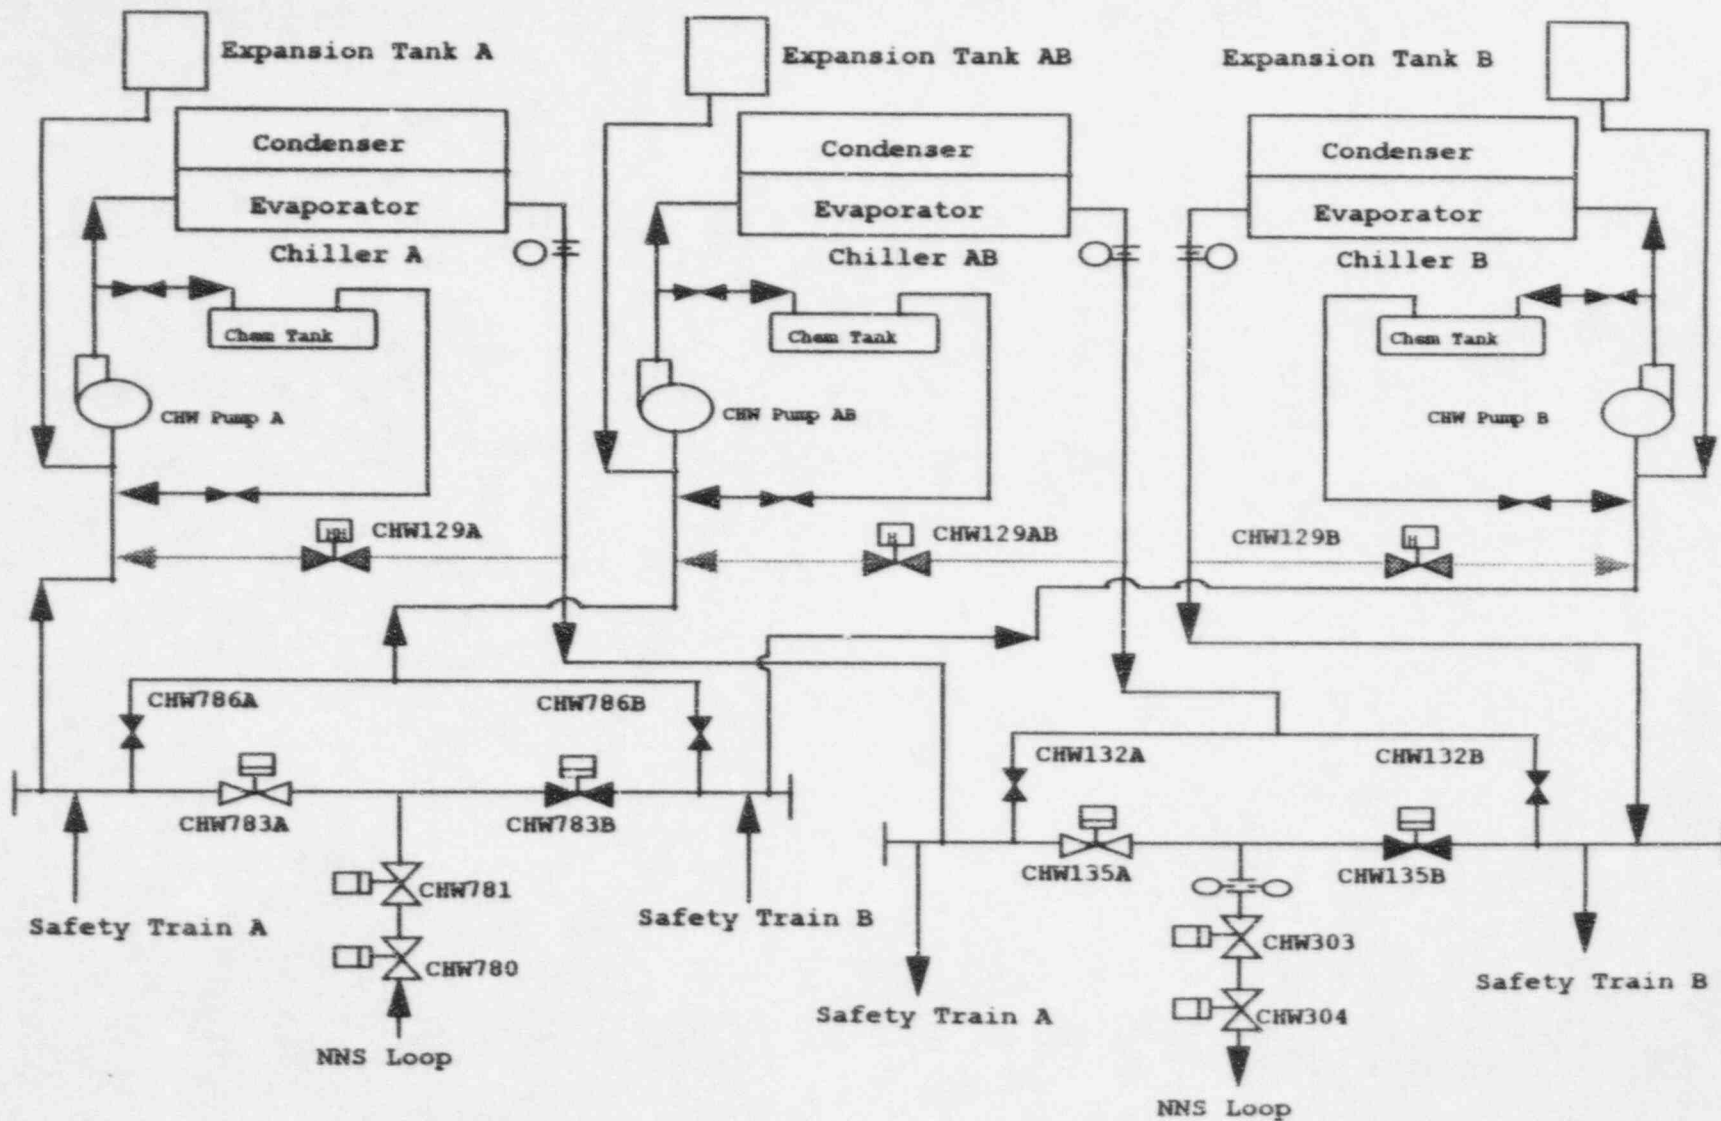 Expansion Tank A
Expansion Tank AB
Expansion Tank B
Condenser
Condenser
Condenser
Evaporator
Evaporator
Evaporator
Chiller A
Chiller AB
Chiller B
Chem Tank
Chem Tank
Chem Tank
CHW Pump A
CHW Pump AB
CHW Pump B
CHW129A
CHW129AB
CHW129B
H
H
CHW786A
CHW786B
CHW132A
CHW132B
CHW783A
CHW783B
CHW135A
CHW135B
CHW781
CHW303
Safety Train A
Safety Train B
CHW780
Safety Train B
Safety Train A
CHW304
NNS Loop
NNS Loop